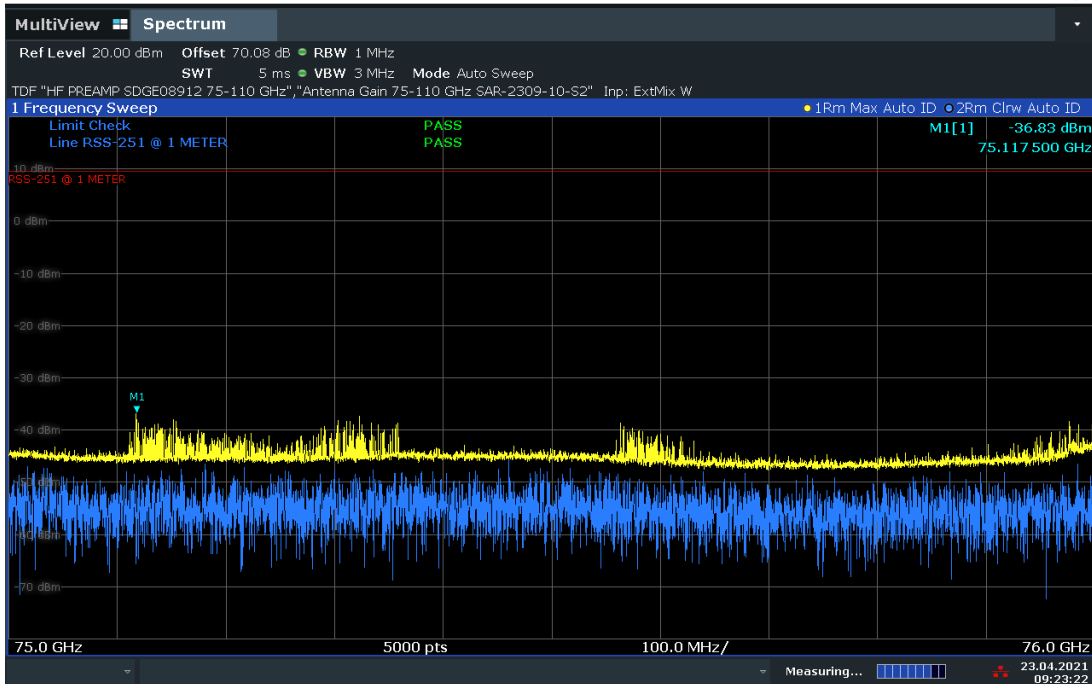 MultiView Spectrum
Ref Level 20.00 dBm Offset 70.08 dB RBW 1 MHz
SWT 5 ms VBW 3 MHz Mode Auto Sweep
TDF "HF PREAMP SDGE08912 75-110 GHz","Antenna Gain 75-110 GHz SAR-2309-10-S2" Inp: ExtMix W
1 Frequency Sweep 1Rm Max Auto ID 2Rm Clrw Auto ID
Limit Check PASS M1[1] -36.83 dBm
Line RSS-251 @ 1 METER PASS 75.117 500 GHz
10 dBm
RSS-251 @ 1 METER
0 dBm
-10 dBm
-20 dBm
-30 dBm
M1
-40 dBm
-50 dBm
-60 dBm
-70 dBm
75.0 GHz 5000 pts 100.0 MHz/ 76.0 GHz
Measuring... 23.04.2021
09:23:22